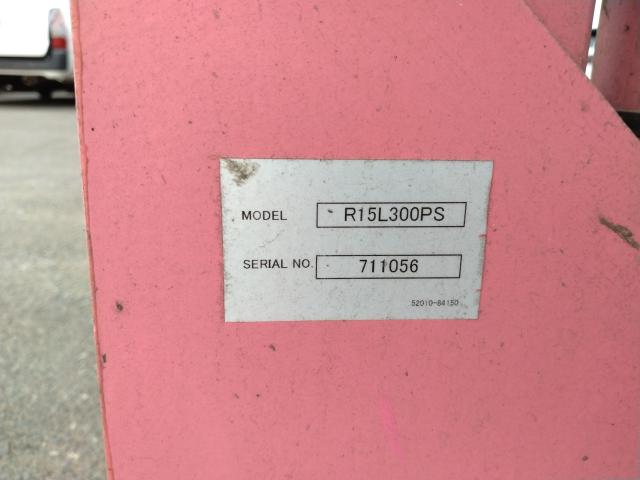 MODEL R15L300PS
SERIAL NO. 711056
52010-84150